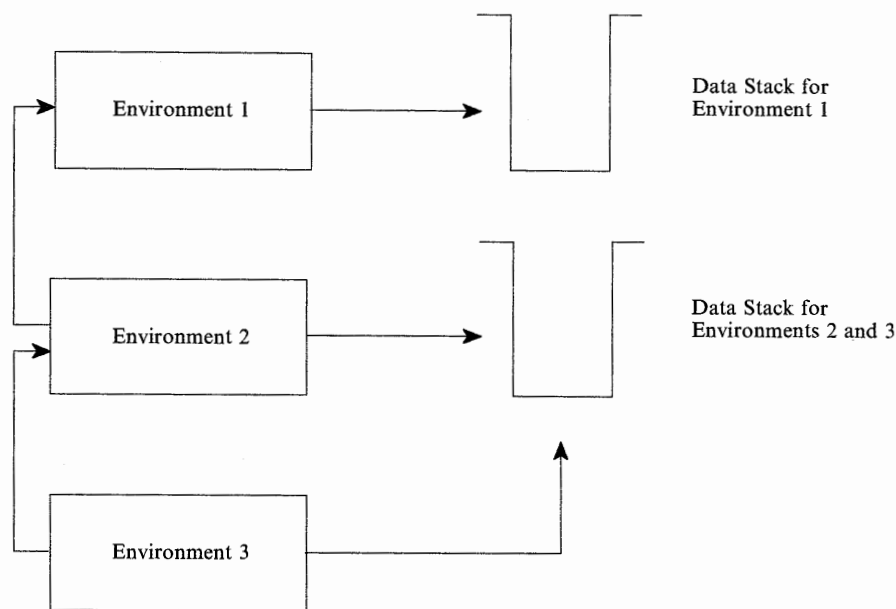 Environment 1
Data Stack for
Environment 1
Environment 2
Data Stack for
Environments 2 and 3
Environment 3